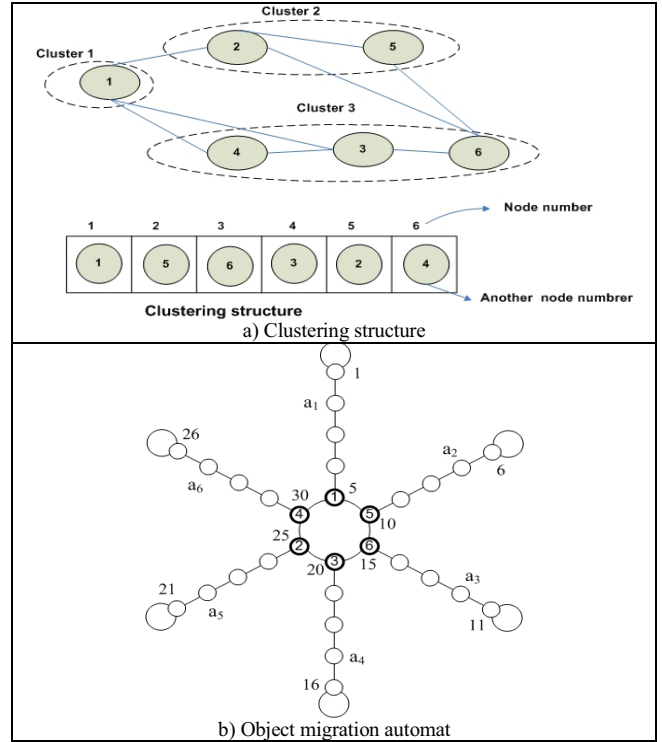 Cluster 2
Cluster 1
2
5
1
Cluster 3
4
3
6
Node number
1 2 3 4 5 6
1 5 6 3 2 4
Another node numbrer
Clustering structure
a) Clustering structure
1
a1
26
a2
6
a6
30
1
5
4
5
10
25
2
6
20
3
15
a3
21
a5
11
a4
16
b) Object migration automat